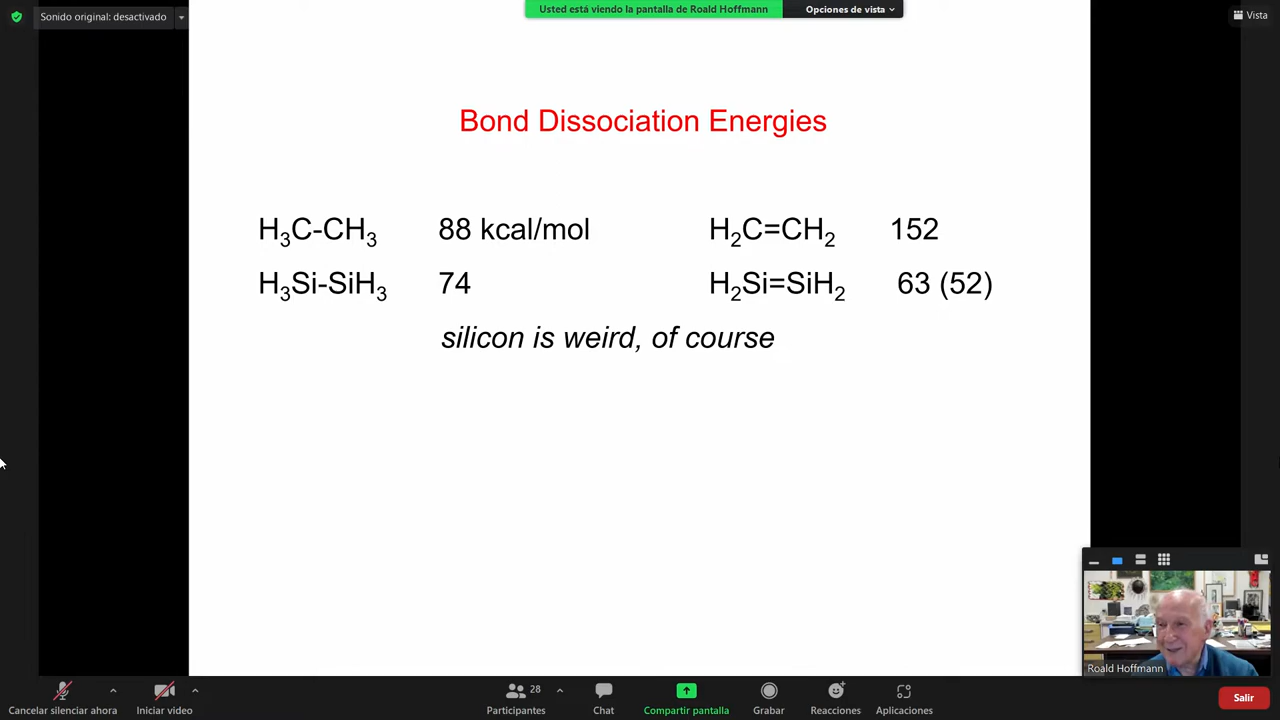 Sonido original: desactivado
Usted está viendo la pantalla de Roald Hoffmann
Opciones de vista
Vista
Bond Dissociation Energies
H₃C-CH₃ 88 kcal/mol H₂C=CH₂ 152
H₃Si-SiH₃ 74 H₂Si=SiH₂ 63 (52)
silicon is weird, of course
Roald Hoffmann
Cancelar silenciar ahora
Iniciar video
28
Participantes
Chat
Compartir pantalla
Grabar
Reacciones
Aplicaciones
Salir